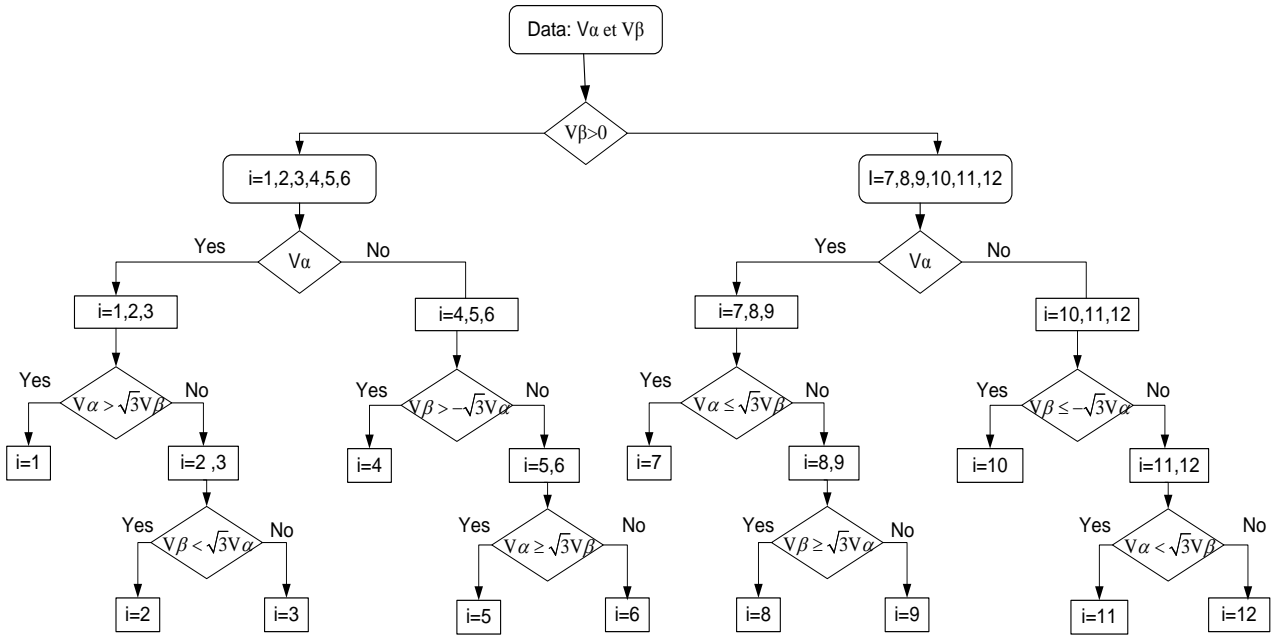 Data: Vα et Vβ
Vβ>0
i=1,2,3,4,5,6
I=7,8,9,10,11,12
Yes
Vα
No
Yes
Vα
No
i=1,2,3
i=4,5,6
i=7,8,9
i=10,11,12
Yes
Vα > √3Vβ
No
Yes
Vβ > −√3Vα
No
Yes
Vα ≤ √3Vβ
No
Yes
Vβ ≤ −√3Vα
No
i=1
i=2 ,3
i=4
i=5,6
i=7
i=8,9
i=10
i=11,12
Yes
Vβ < √3Vα
No
Yes
Vα ≥ √3Vβ
No
Yes
Vβ ≥ √3Vα
No
Yes
Vα < √3Vβ
No
i=2
i=3
i=5
i=6
i=8
i=9
i=11
i=12